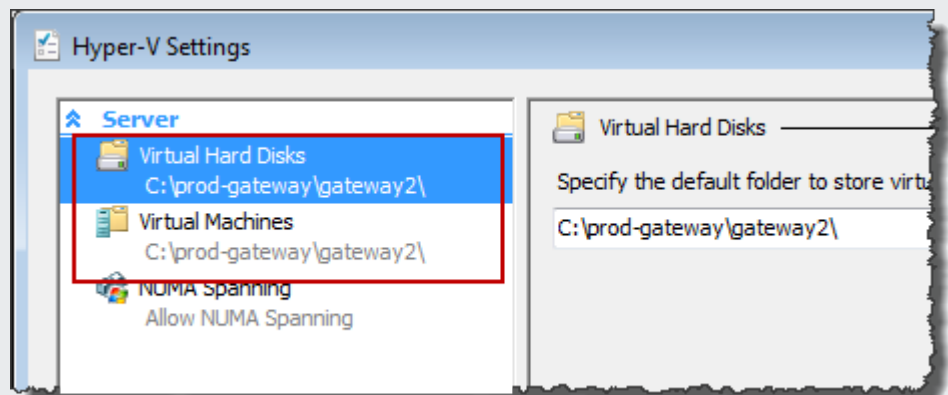 Hyper-V Settings
Server
Virtual Hard Disks
C:\prod-gateway\gateway2\
Virtual Machines
C:\prod-gateway\gateway2\
NUMA Spanning
Allow NUMA Spanning
Virtual Hard Disks
Specify the default folder to store
C:\prod-gateway\gateway2\